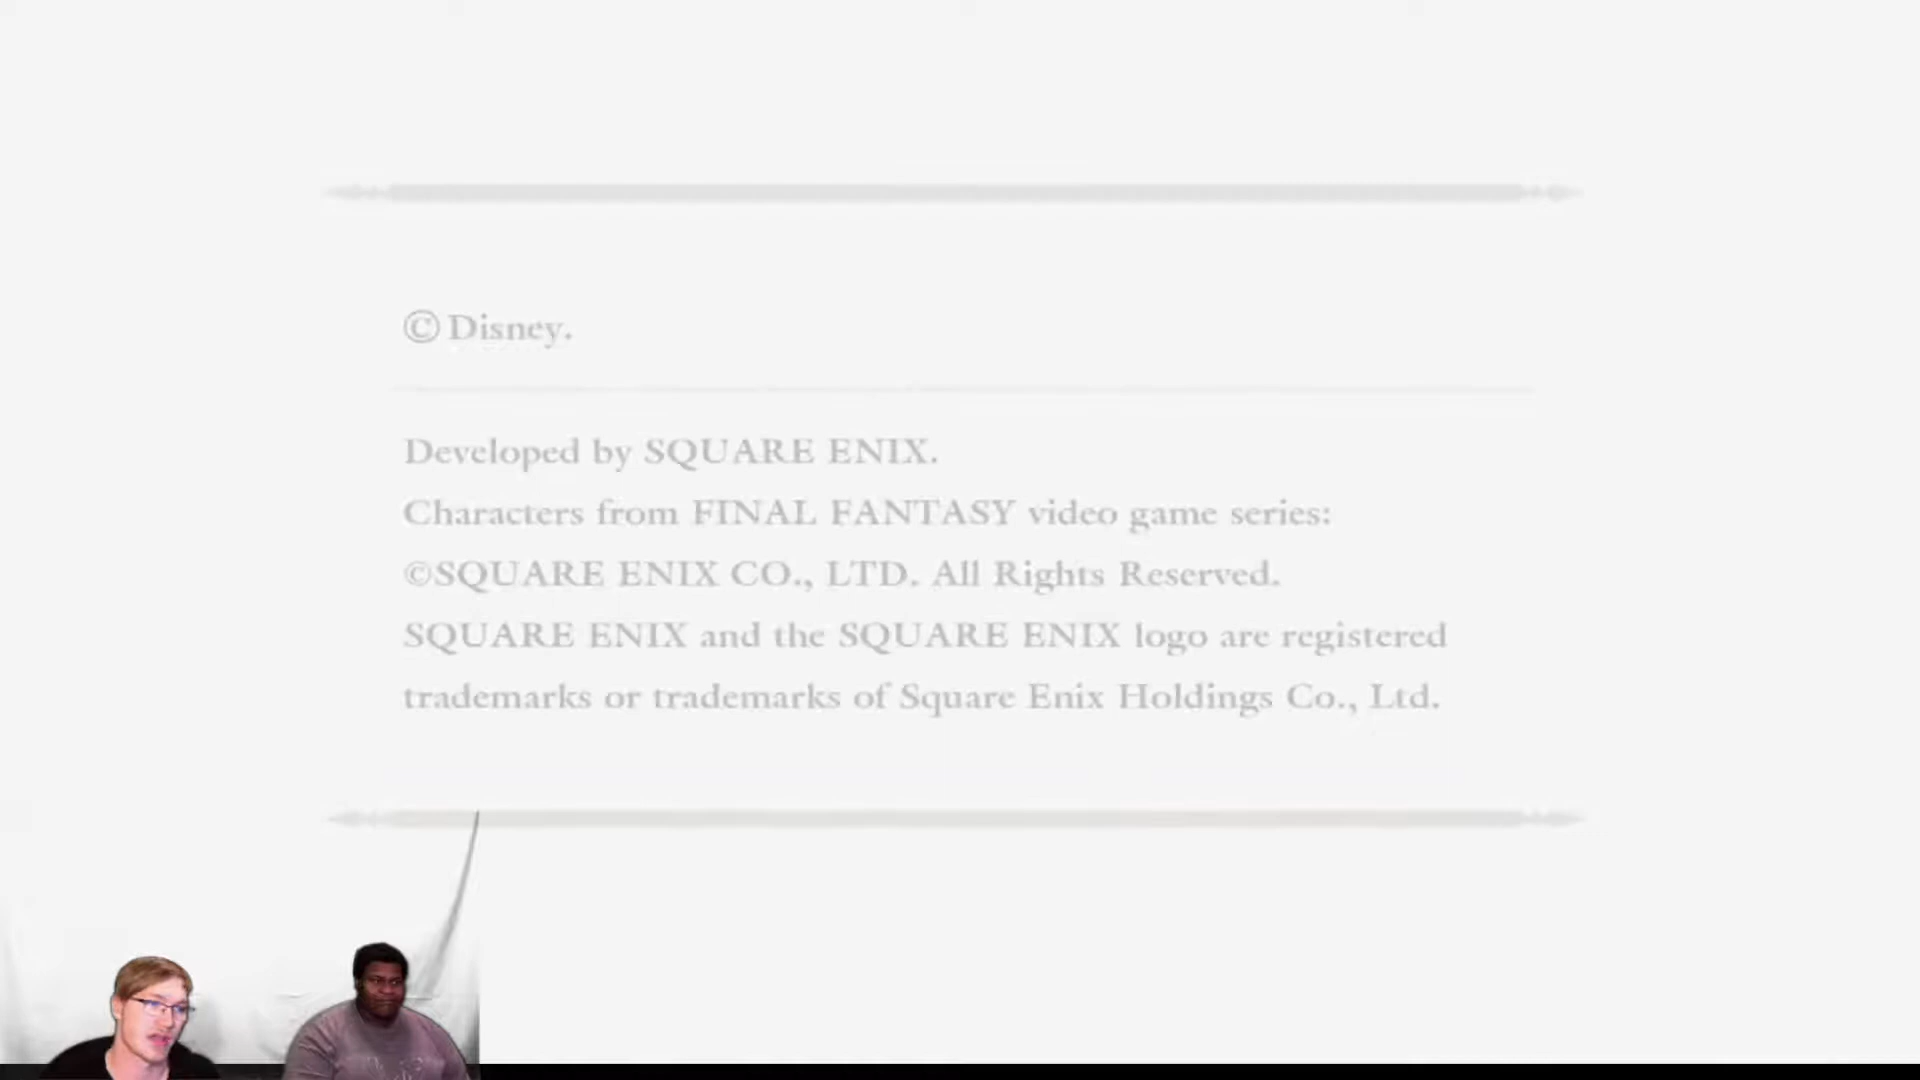 © Disney.
Developed by SQUARE ENIX.
Characters from FINAL FANTASY video game series:
©SQUARE ENIX CO., LTD. All Rights Reserved.
SQUARE ENIX and the SQUARE ENIX logo are registered
trademarks or trademarks of Square Enix Holdings Co., Ltd.